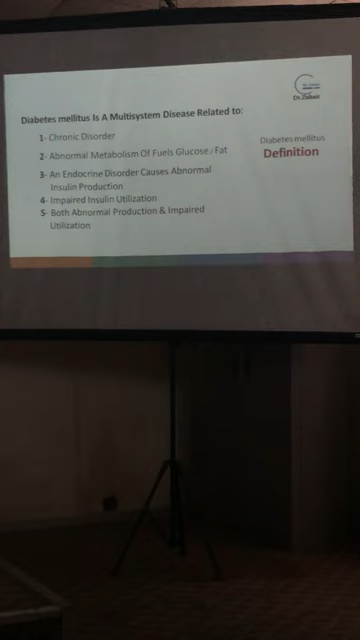 Dr.Zuhair
Diabetes mellitus Is A Multisystem Disease Related to:
1- Chronic Disorder
2- Abnormal Metabolism Of Fuels Glucose / Fat
3- An Endocrine Disorder Causes Abnormal
Insulin Production
4- Impaired Insulin Utilization
5- Both Abnormal Production & Impaired
Utilization
Diabetes mellitus
Definition